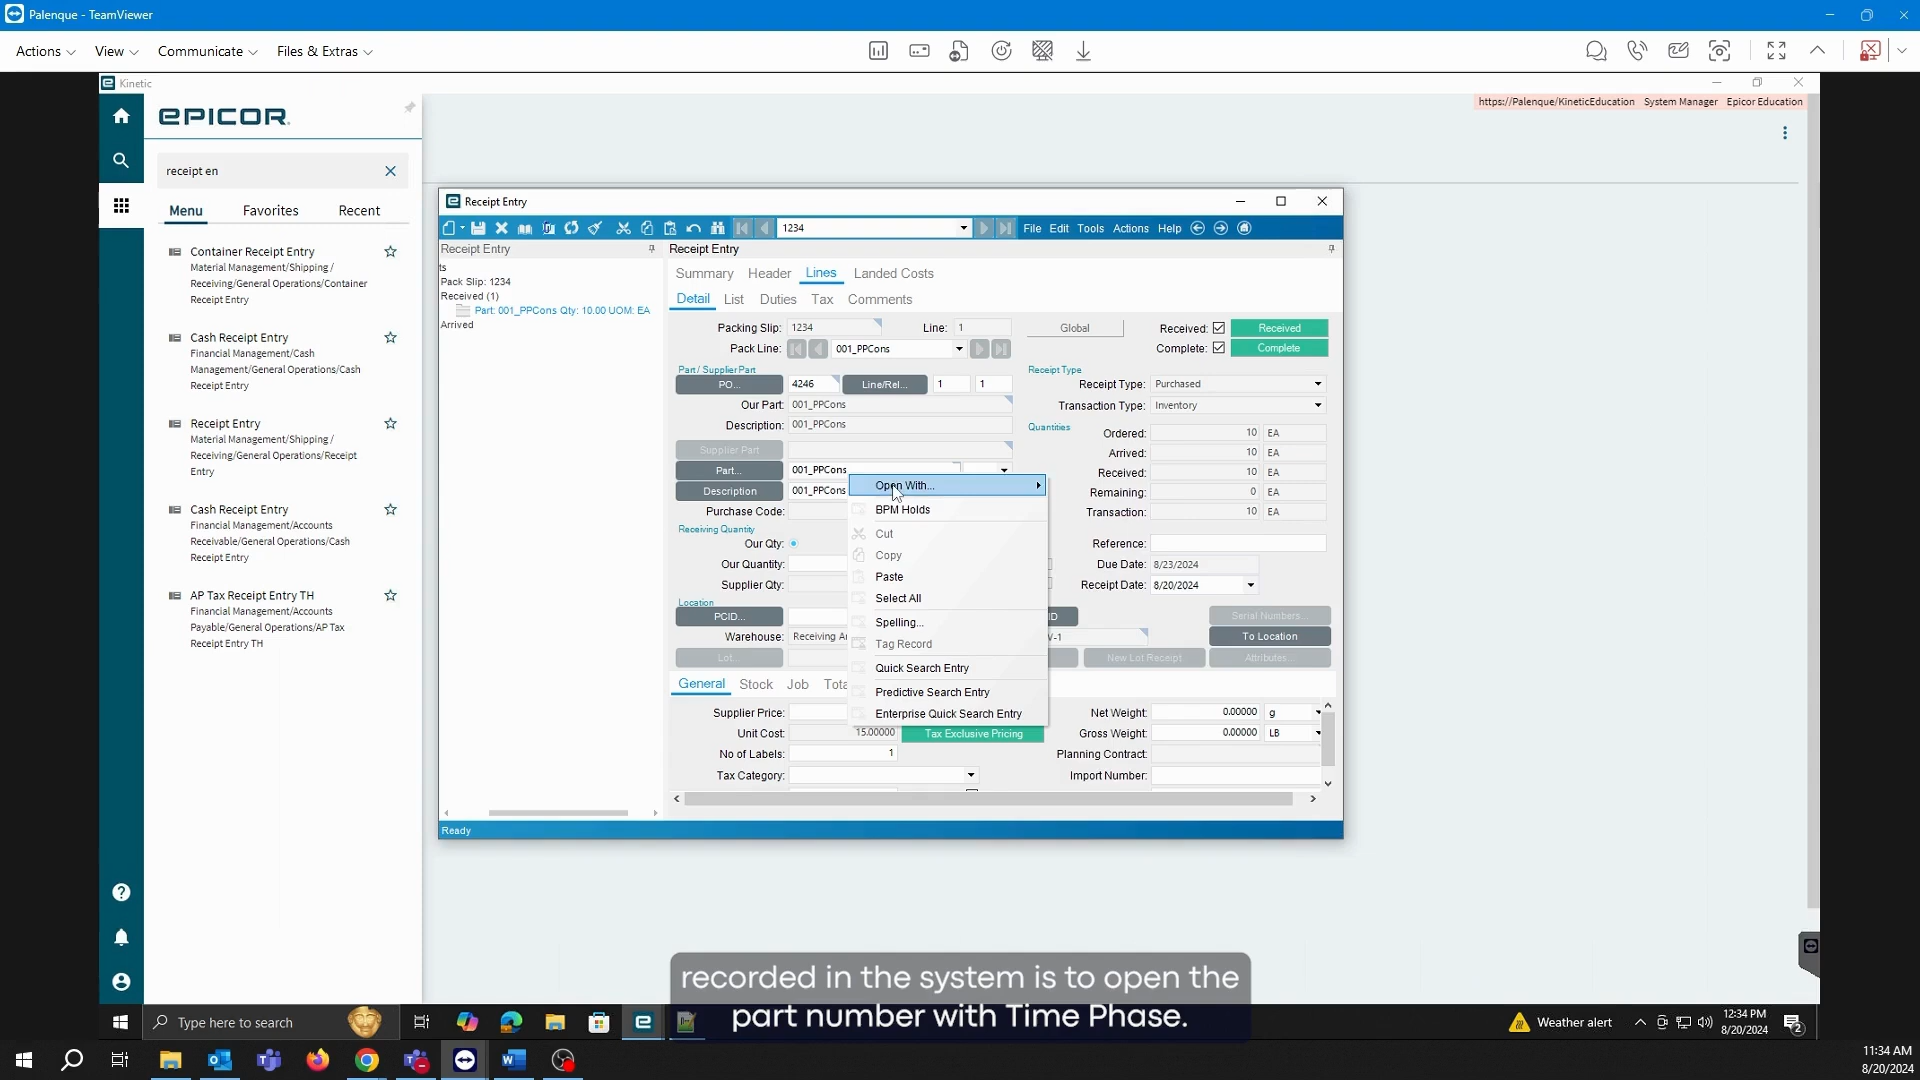 Palenque - TeamViewer
Actions View Communicate Files & Extras
Kinetic
https://Palenque/KineticEducation System Manager Epicor Education
EPICOR
receipt en
Menu Favorites Recent
Container Receipt Entry
Material Management/Shipping /
Receiving/General Operations/Container
Receipt Entry
Cash Receipt Entry
Financial Management/Cash
Management/General Operations/Cash
Receipt Entry
Receipt Entry
Material Management/Shipping /
Receiving/General Operations/Receipt
Entry
Cash Receipt Entry
Financial Management/Accounts
Receivable/General Operations/Cash
Receipt Entry
AP Tax Receipt Entry TH
Financial Management/Accounts
Payable/General Operations/AP Tax
Receipt Entry TH
Receipt Entry
1234 File Edit Tools Actions Help
Receipt Entry
ts
Pack Slip: 1234
Received (1)
Part: 001_PPCons Qty: 10.00 UOM: EA
Arrived
Receipt Entry
Summary Header Lines Landed Costs
Detail List Duties Tax Comments
Packing Slip: 1234 Line: 1 Global Received: Received
Pack Line: 001_PPCons Complete: Complete
Part / Supplier Part Receipt Type
PO... 4246 Line/Rel... 1 1 Receipt Type: Purchased
Our Part: 001_PPCons Transaction Type: Inventory
Description: 001_PPCons Quantities Ordered: 10 EA
Supplier Part Arrived: 10 EA
Part... 001_PPCons Received: 10 EA
Description 001_PPCons Remaining: 0 EA
Purchase Code: Transaction: 10 EA
Receiving Quantity
Our Qty: Reference:
Our Quantity: Due Date: 8/23/2024
Supplier Qty: Receipt Date: 8/20/2024
Location
PCID... ID Serial Numbers...
Warehouse: Receiving Ar V-1 To Location
Lot... New Lot Receipt Attributes...
Open With...
BPM Holds
Cut
Copy
Paste
Select All
Spelling...
Tag Record
Quick Search Entry
Predictive Search Entry
Enterprise Quick Search Entry
General Stock Job Tota
Supplier Price: Net Weight: 0.00000 g
Unit Cost: 15.00000 Tax Exclusive Pricing Gross Weight: 0.00000 LB
No of Labels: 1 Planning Contract:
Tax Category: Import Number:
Ready
recorded in the system is to open the
part number with Time Phase.
Type here to search
Weather alert
12:34 PM
8/20/2024
2
11:34 AM
8/20/2024